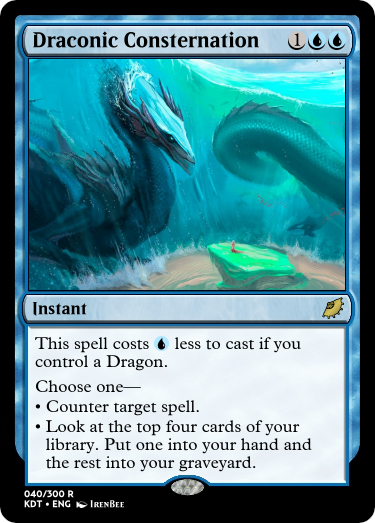 Draconic Consternation 1
Instant
This spell costs less to cast if you
control a Dragon.
Choose one—
• Counter target spell.
• Look at the top four cards of your
library. Put one into your hand and
the rest into your graveyard.
040/300 R
KDT • ENG IrenBee